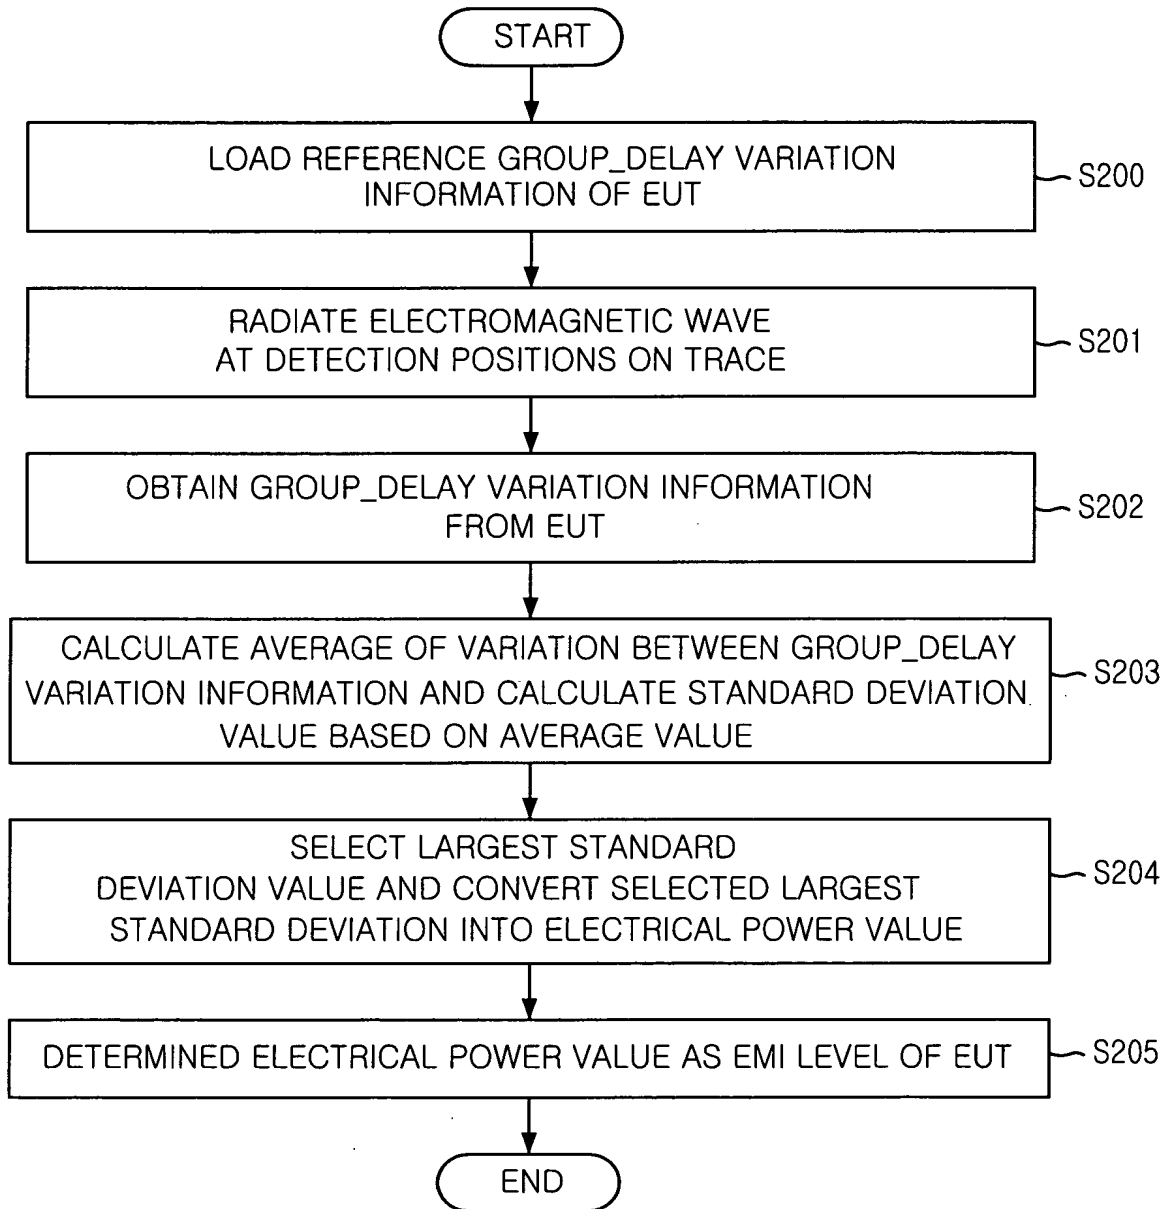 START
LOAD REFERENCE GROUP_DELAY VARIATION
INFORMATION OF EUT
S200
RADIATE ELECTROMAGNETIC WAVE
AT DETECTION POSITIONS ON TRACE
S201
OBTAIN GROUP_DELAY VARIATION INFORMATION
FROM EUT
S202
CALCULATE AVERAGE OF VARIATION BETWEEN GROUP_DELAY
VARIATION INFORMATION AND CALCULATE STANDARD DEVIATION
VALUE BASED ON AVERAGE VALUE
S203
SELECT LARGEST STANDARD
DEVIATION VALUE AND CONVERT SELECTED LARGEST
STANDARD DEVIATION INTO ELECTRICAL POWER VALUE
S204
DETERMINED ELECTRICAL POWER VALUE AS EMI LEVEL OF EUT
S205
END